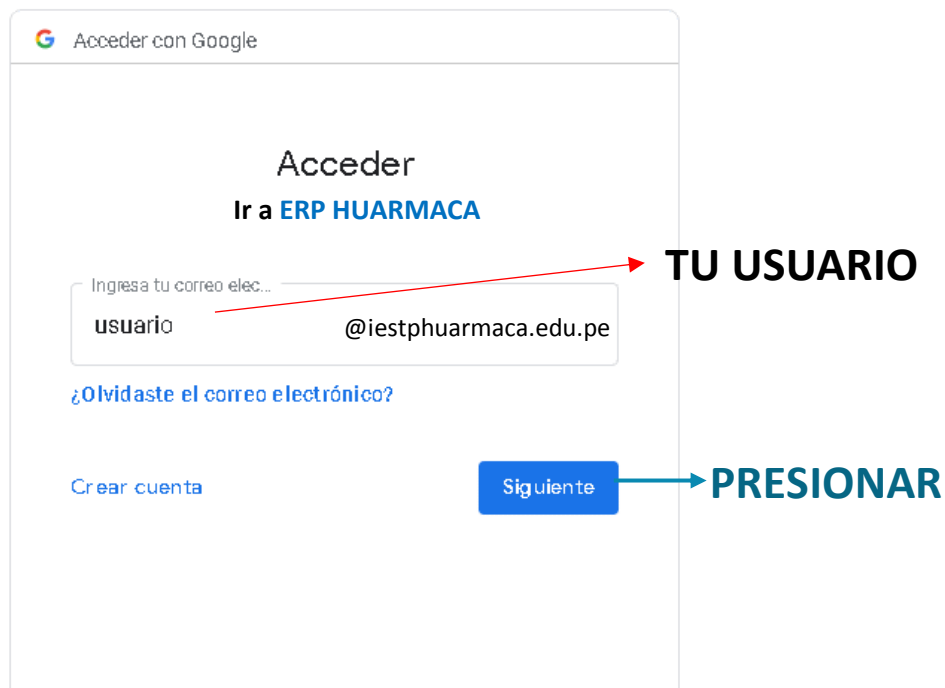 Acceder con Google
Acceder
Ir a ERP HUARMACA
TU USUARIO
Ingresa tu correo elec...
usuario @iestphuarmaca.edu.pe
¿Olvidaste el correo electrónico?
Crear cuenta Siguiente PRESIONAR